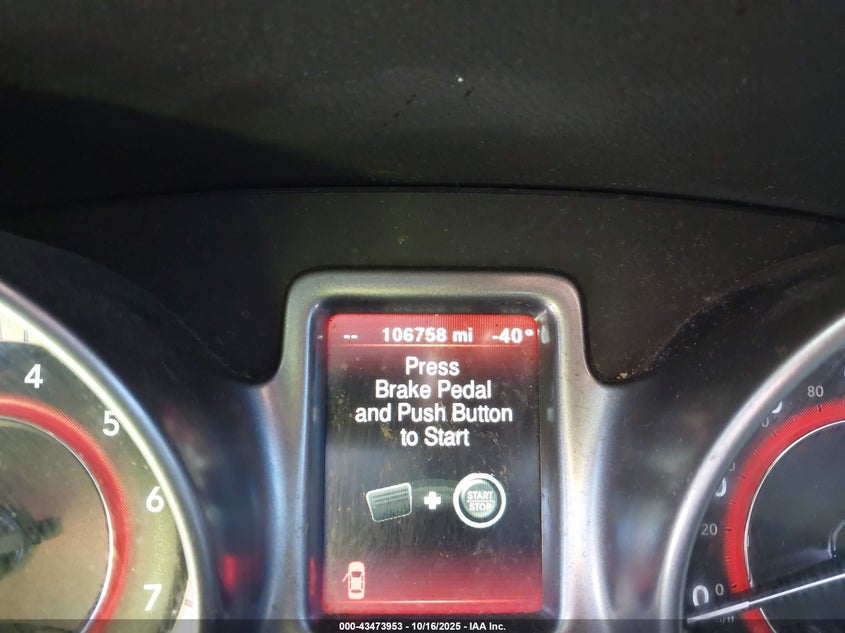 -- 106758 mi -40°
Press
Brake Pedal
and Push Button
to Start
START
STOP
4
5
6
7
80
20
0
0
000-43473953 - 10/16/2025 - IAA Inc.